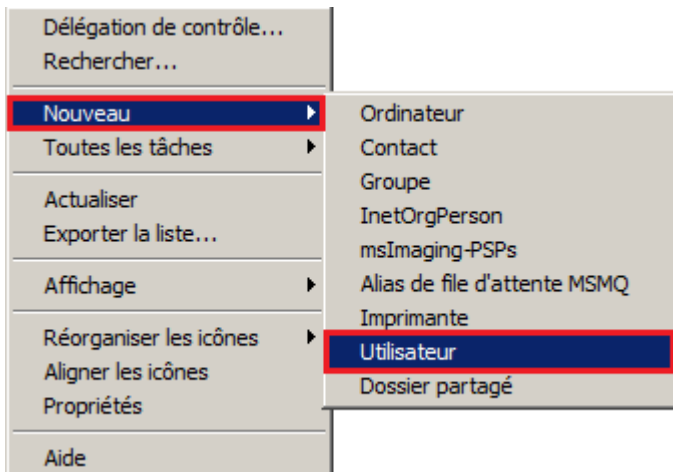 Délégation de contrôle...
Rechercher...
Nouveau
Toutes les tâches
Actualiser
Exporter la liste...
Affichage
Réorganiser les icônes
Aligner les icônes
Propriétés
Aide
Ordinateur
Contact
Groupe
InetOrgPerson
msImaging-PSPs
Alias de file d'attente MSMQ
Imprimante
Utilisateur
Dossier partagé